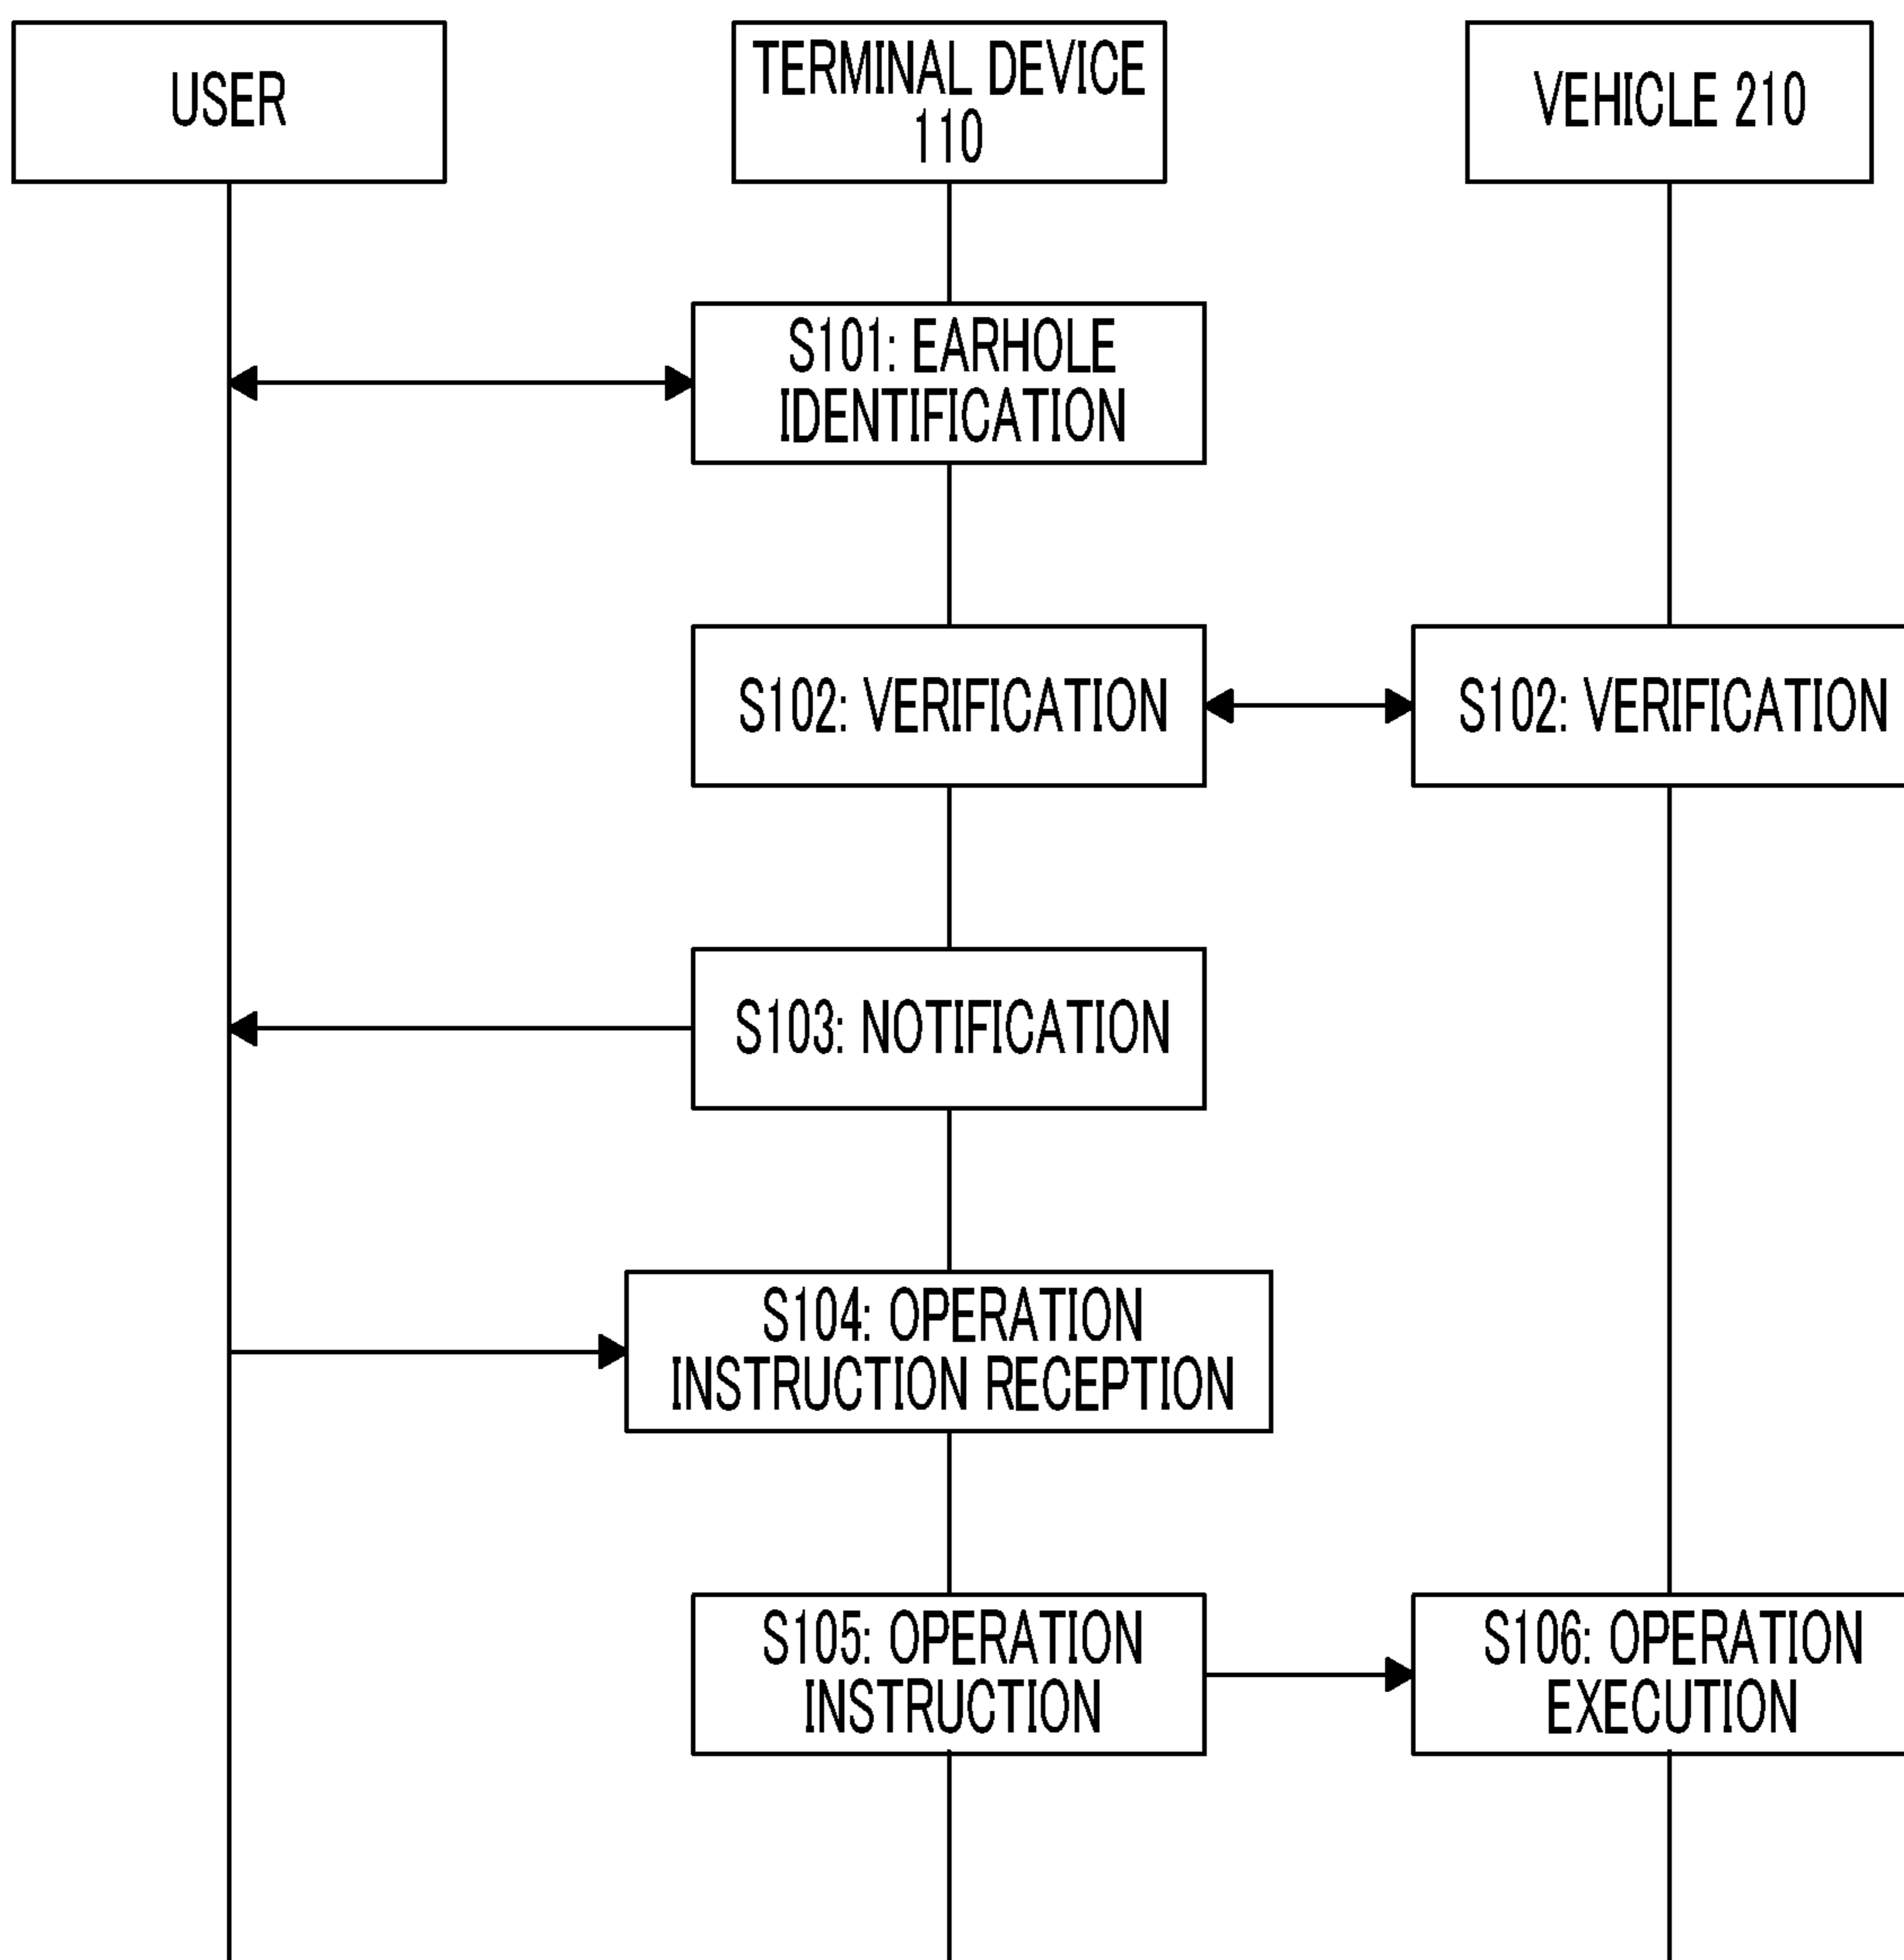 USER
TERMINAL DEVICE
110
VEHICLE 210
S101: EARHOLE
IDENTIFICATION
S102: VERIFICATION
S102: VERIFICATION
S103: NOTIFICATION
S104: OPERATION
INSTRUCTION RECEPTION
S105: OPERATION
INSTRUCTION
S106: OPERATION
EXECUTION